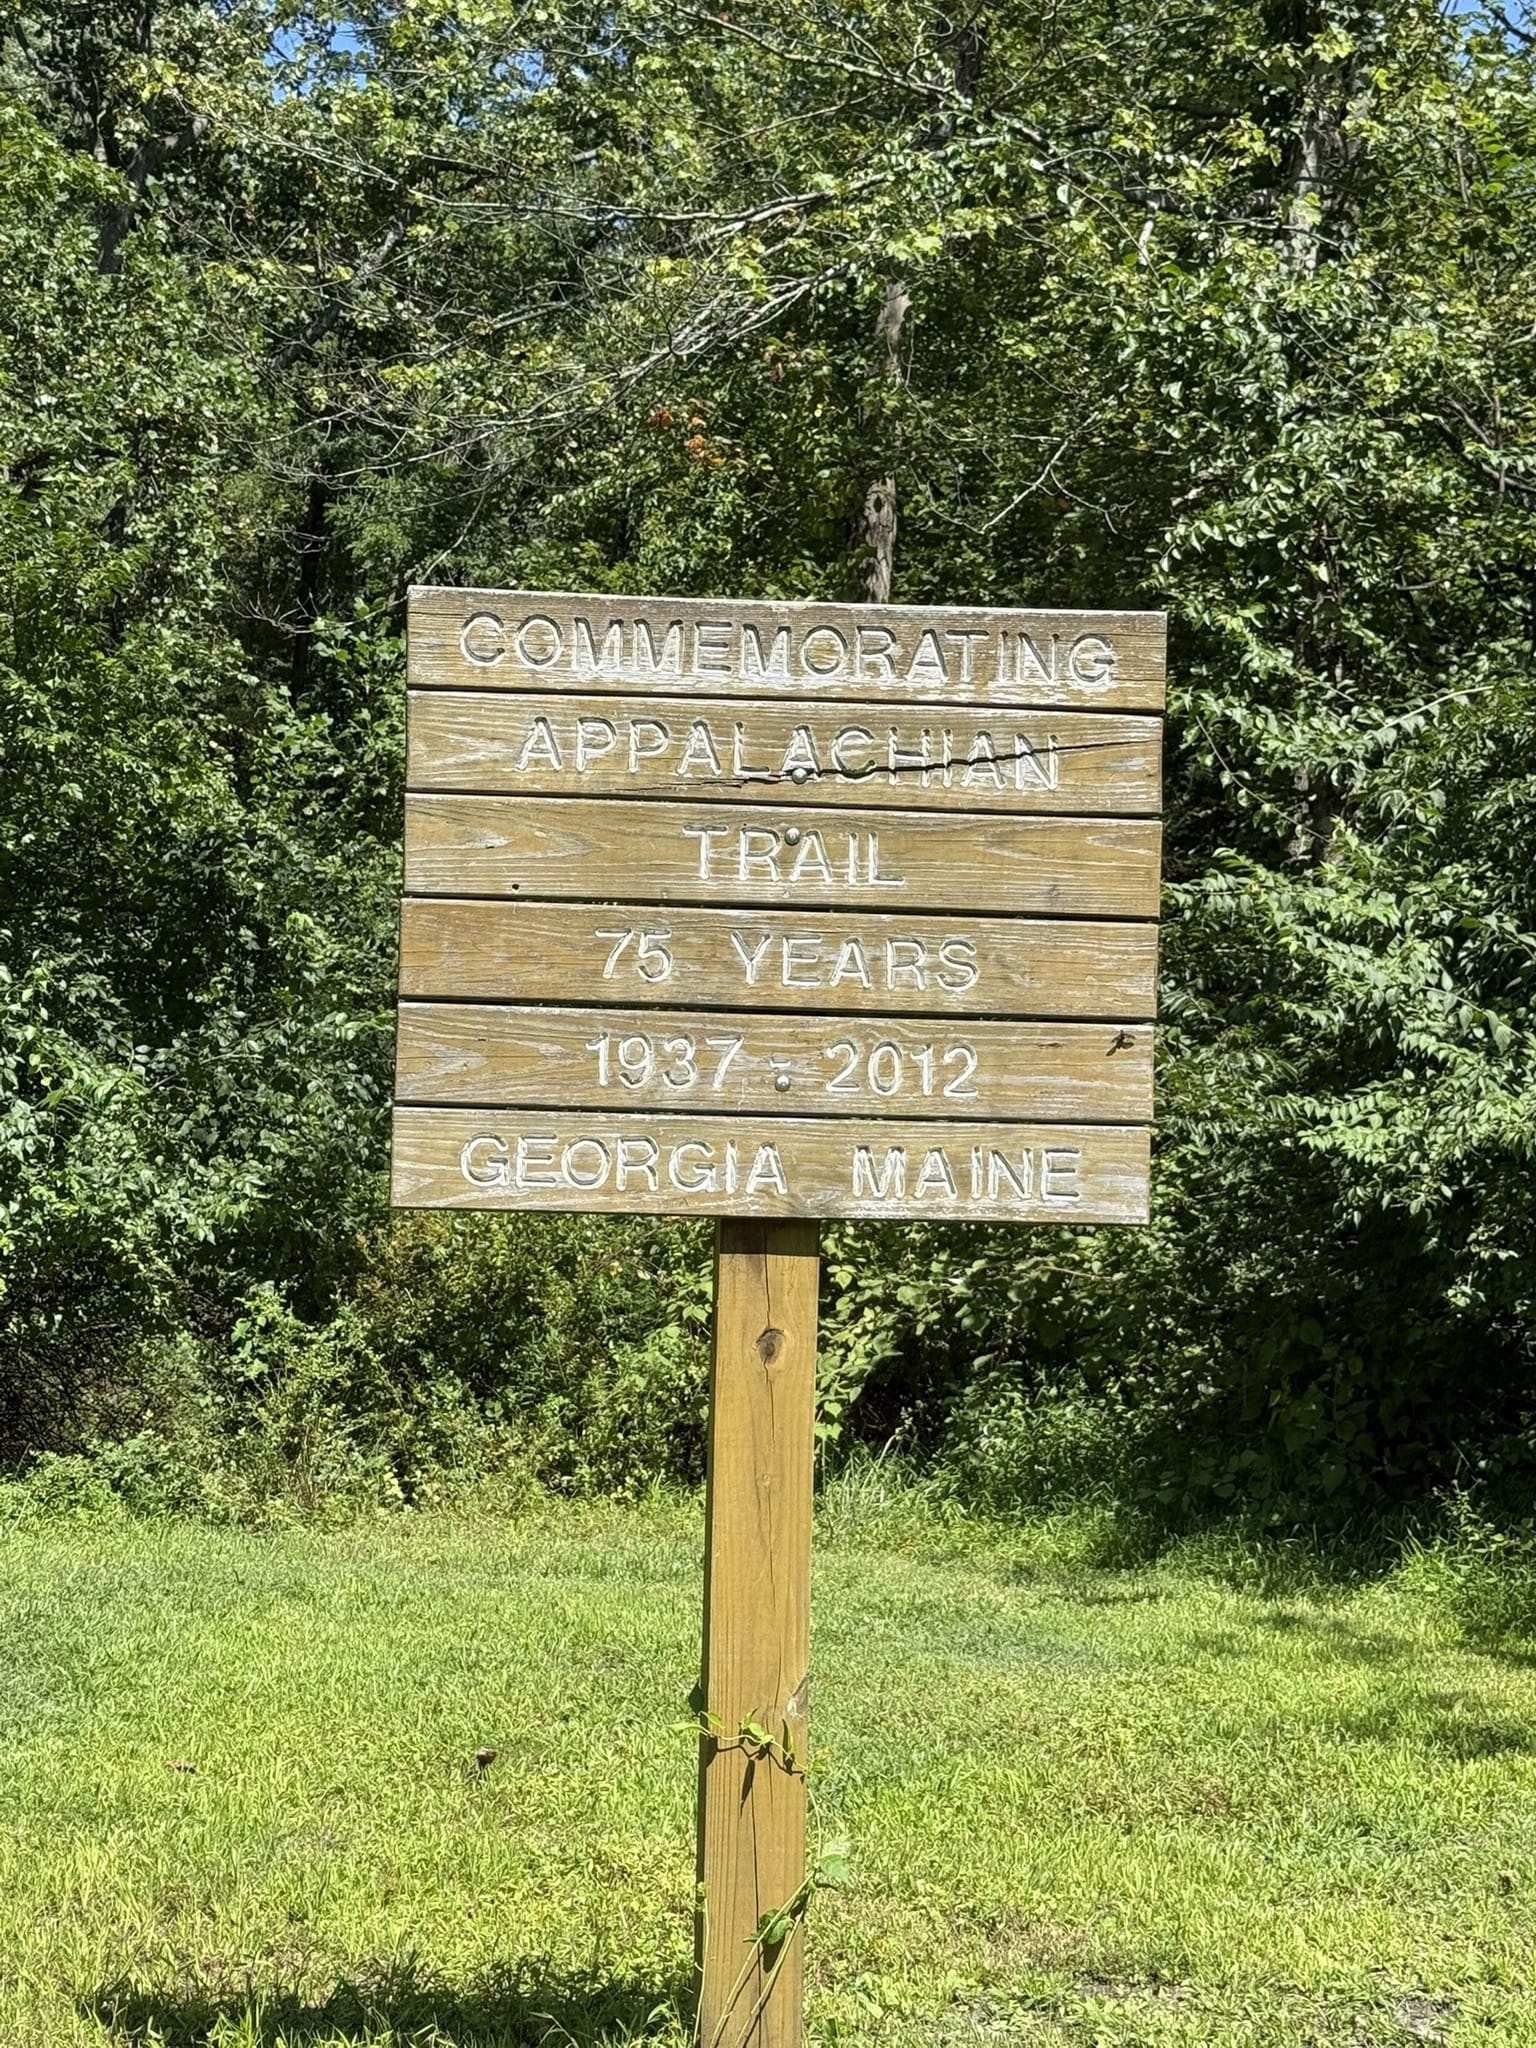 COMMEMORATING
APPALACHIAN
TRAIL
75 YEARS
1937 - 2012
GEORGIA MAINE